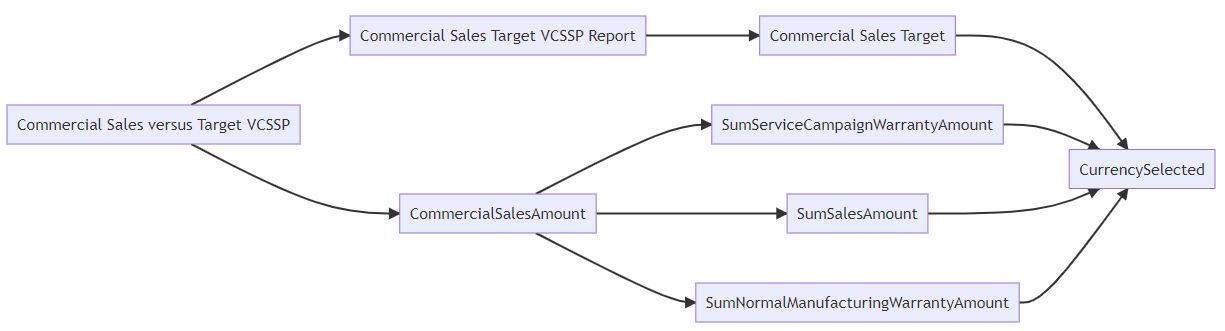 Commercial Sales Target VCSSP Report
Commercial Sales Target
Commercial Sales versus Target VCSSP
SumServiceCampaignWarrantyAmount
CurrencySelected
CommercialSalesAmount
SumSalesAmount
SumNormalManufacturingWarrantyAmount